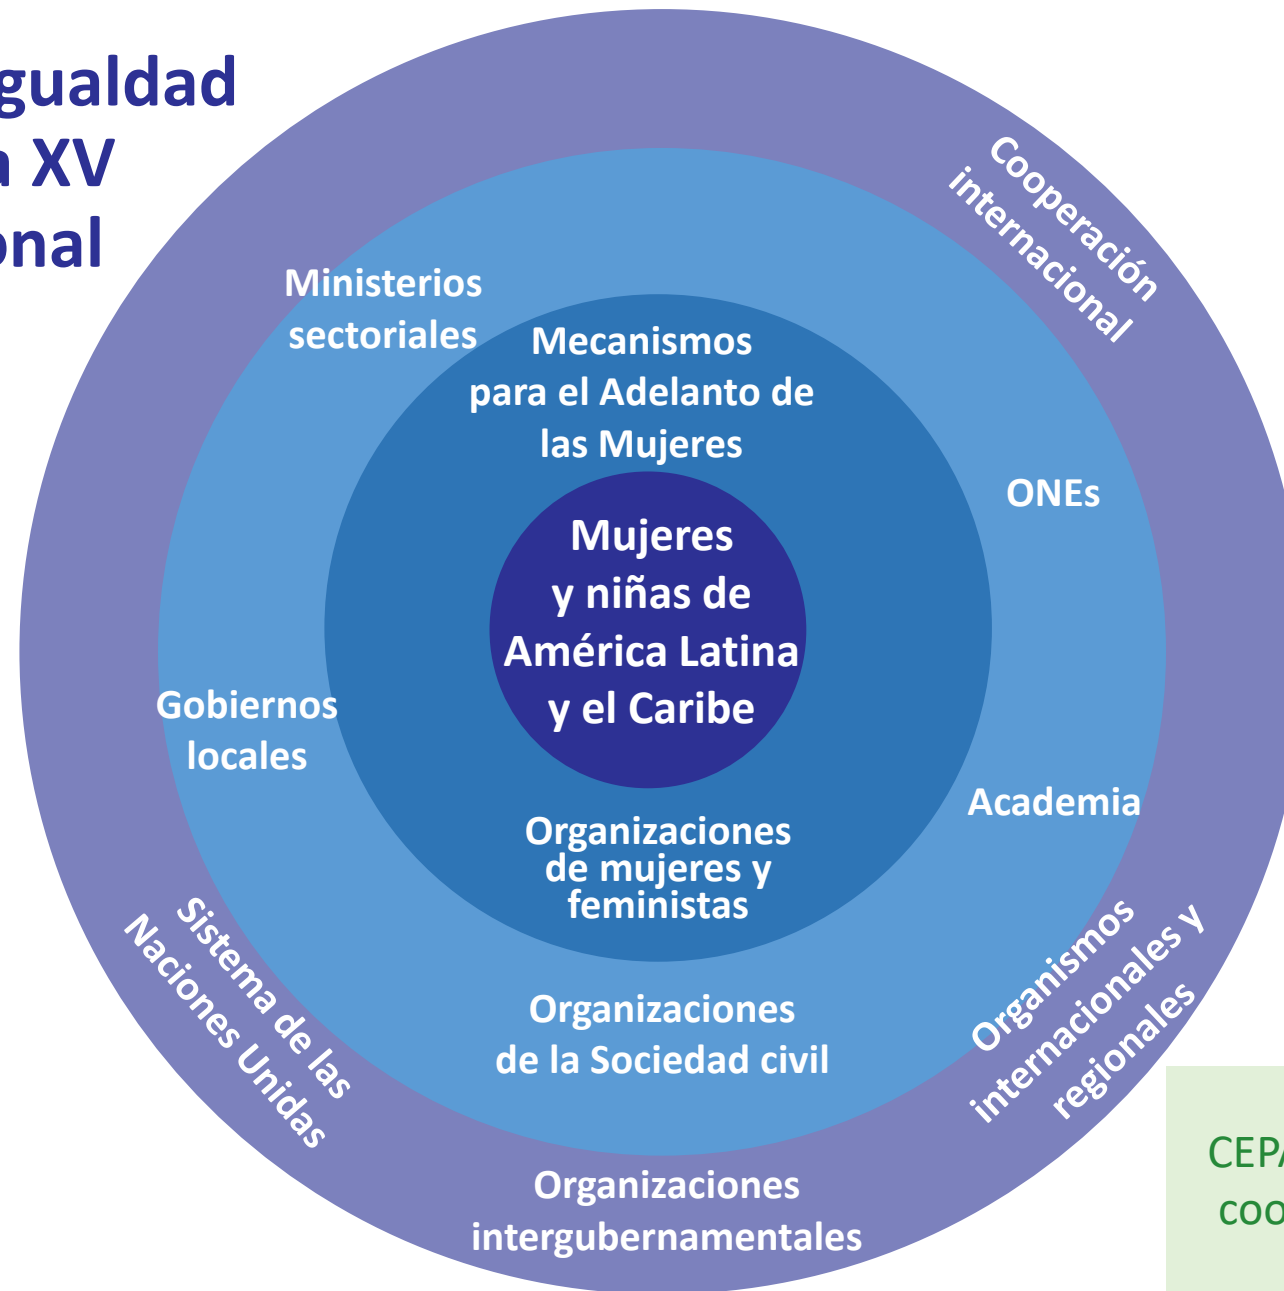 gualdad
XV
onal
Cooperación
internacional
Ministerios
sectoriales
Mecanismos
para el Adelanto de
las Mujeres
ONEs
Mujeres
y niñas de
América Latina
y el Caribe
Gobiernos
locales
Academia
Organizaciones
de mujeres y
feministas
Sistema de las
Naciones Unidas
Organismos
internacionales y
regionales
Organizaciones
de la Sociedad civil
Organizaciones
intergubernamentales
CEPA
coo